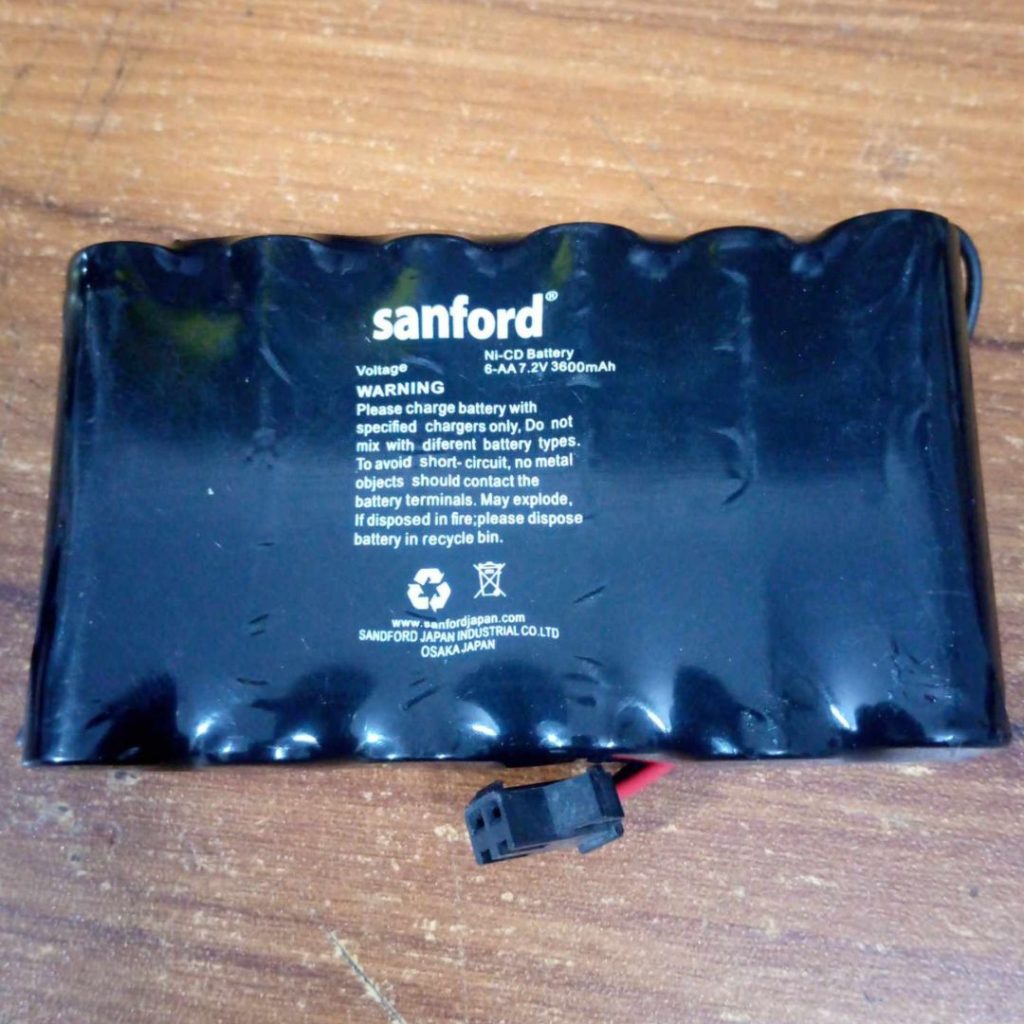 sanford®
Ni-CD Battery
Voltage 6-AA 7.2V 3600mAh
WARNING
Please charge battery with
specified chargers only, Do not
mix with diferent battery types.
To avoid short- circuit, no metal
objects should contact the
battery terminals. May explode,
If disposed in fire;please dispose
battery in recycle bin.
www.sanfordjapan.com
SANDFORD JAPAN INDUSTRIAL CO.LTD
OSAKA JAPAN